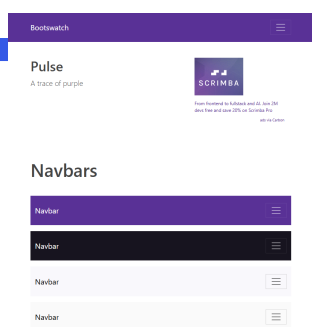 Bootswatch
Pulse
A trace of purple
SCRIMBA
From frontend to fullstack and AI. Join 2M
devs free and save 20% on Scrimba Pro
ads via Carbon
Navbars
Navbar
Navbar
Navbar
Navbar